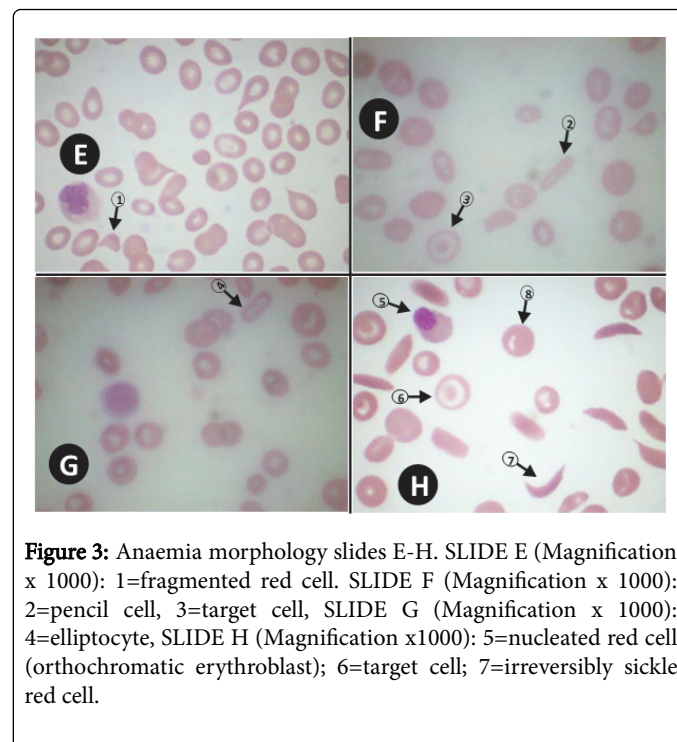 E
1
F
2
3
4
G
5
8
6
7
H
Figure 3: Anaemia morphology slides E-H. SLIDE E (Magnification
x 1000): 1=fragmented red cell. SLIDE F (Magnification x 1000):
2=pencil cell, 3=target cell, SLIDE G (Magnification x 1000):
4=elliptocyte, SLIDE H (Magnification x1000): 5=nucleated red cell
(orthochromatic erythroblast); 6=target cell; 7=irreversibly sickle
red cell.